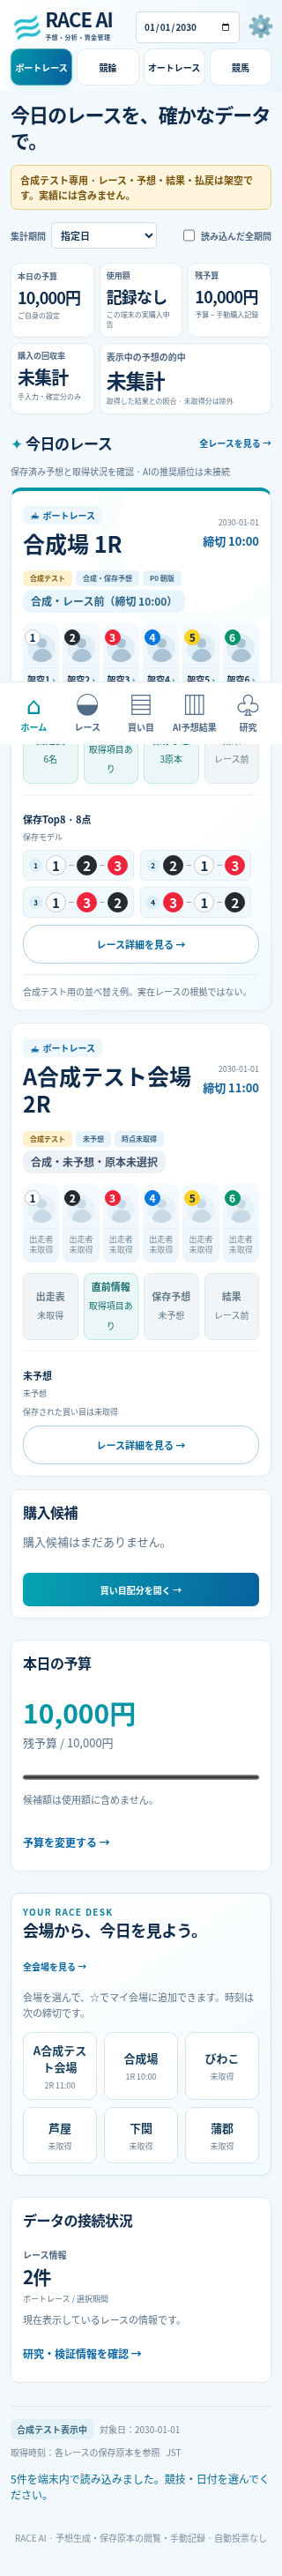 RACE AI
予想・分析・資金管理
01/01/2030
ボートレース
競輪
オートレース
競馬
今日のレースを、確かなデータ
で。
合成テスト専用・レース・予想・結果・払戻は架空で
す。実績には含みません。
集計期間
指定日
読み込んだ全期間
本日の予算
10,000円
ご自身の設定
使用額
記録なし
この端末の実購入申
告
残予算
10,000円
予算 − 手動購入記録
購入の回収率
未集計
手入力・確定分のみ
表示中の予想の的中
未集計
取得した結果との照合・未取得分は除外
今日のレース
全レースを見る →
保存済み予想と取得状況を確認・AIの推奨順位は未接続
ボートレース
2030-01-01
合成場 1R
締切 10:00
合成テスト
合成・保存予想
P0 朝版
合成・レース前（締切 10:00）
1
2
3
4
5
6
架空1
架空2
架空3
架空4
架空5
架空6
ホーム
レース
買い目
AI予想結果
研究
6名
取得項目あ
り
3原本
レース前
保存Top8・8点
保存モデル
1 1 − 2 − 3
2 2 − 1 − 3
3 1 − 3 − 2
4 3 − 1 − 2
レース詳細を見る →
合成テスト用の並べ替え例。実在レースの根拠ではない。
ボートレース
2030-01-01
A合成テスト会場
2R
締切 11:00
合成テスト
未予想
時点未取得
合成・未予想・原本未選択
1
2
3
4
5
6
出走者
未取得
出走者
未取得
出走者
未取得
出走者
未取得
出走者
未取得
出走者
未取得
出走表
未取得
直前情報
取得項目あ
り
保存予想
未予想
結果
レース前
未予想
未予想
保存された買い目は未取得
レース詳細を見る →
購入候補
購入候補はまだありません。
買い目配分を開く →
本日の予算
10,000円
残予算 / 10,000円
候補額は使用額に含めません。
予算を変更する →
YOUR RACE DESK
会場から、今日を見よう。
全会場を見る →
会場を選んで、☆でマイ会場に追加できます。時刻は
次の締切です。
A合成テス
ト会場
2R 11:00
合成場
1R 10:00
びわこ
未取得
芦屋
未取得
下関
未取得
蒲郡
未取得
データの接続状況
レース情報
2件
ボートレース / 選択期間
現在表示しているレースの情報です。
研究・検証情報を確認 →
合成テスト表示中
対象日：2030-01-01
取得時刻：各レースの保存原本を参照 JST
5件を端末内で読み込みました。競技・日付を選んでく
ださい。
RACE AI・予想生成・保存原本の閲覧・手動記録・自動投票なし